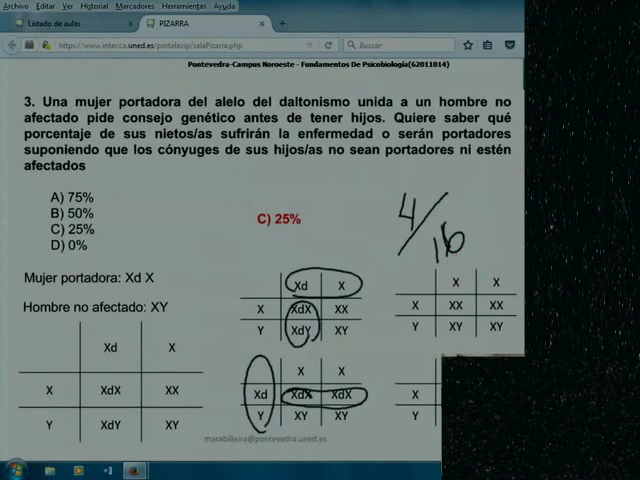 Archivo Editar Ver Historial Marcadores Herramientas Ayuda
Listado de aulas
PIZARRA
https://www.intecca.uned.es/portalavip/salaPizarra.php
Buscar
Pontevedra-Campus Noroeste - Fundamentos De Psicobiología(62011014)
3. Una mujer portadora del alelo del daltonismo unida a un hombre no
afectado pide consejo genético antes de tener hijos. Quiere saber qué
porcentaje de sus nietos/as sufrirán la enfermedad o serán portadores
suponiendo que los cónyuges de sus hijos/as no sean portadores ni estén
afectados
A) 75%
B) 50%
C) 25%
D) 0%
C) 25%
4/16
Mujer portadora: Xd X
Hombre no afectado: XY
Xd X
X XdX XX
Y XdY XY
Xd X
X XdX XX
Y XdY XY
X X
X XX XX
Y XY XY
X X
Xd XdX XdX
Y XY XY
X
Y
marabilleira@pontevedra.uned.es